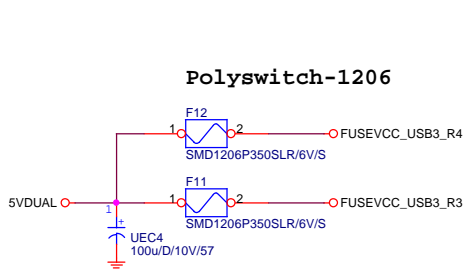 Polyswitch-1206
F12
1 2 FUSEVCC_USB3_R4
SMD1206P350SLR/6V/S
F11
5VDUAL 1 2 FUSEVCC_USB3_R3
1 SMD1206P350SLR/6V/S
+
UEC4
100u/D/10V/57